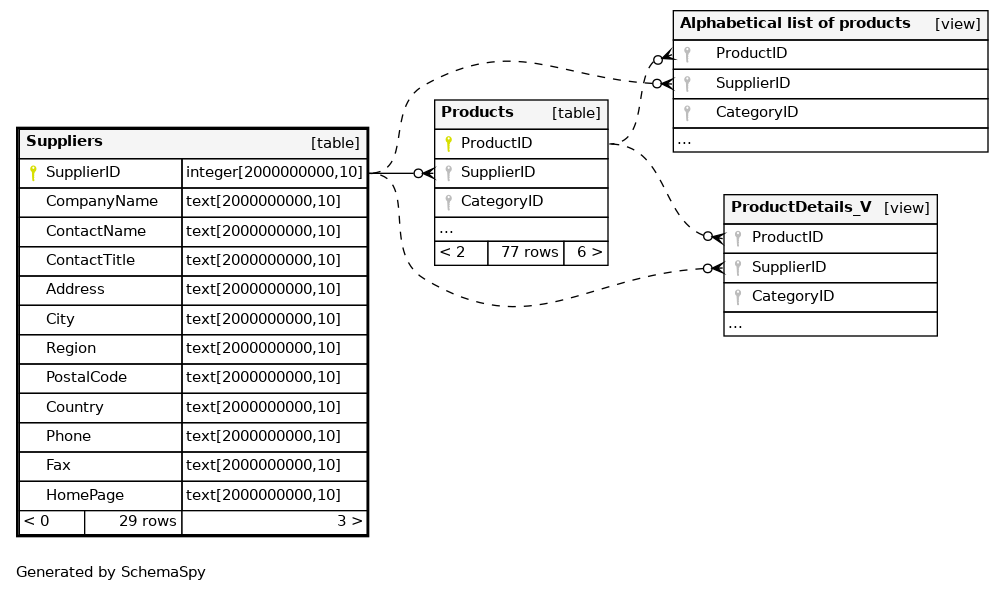 Alphabetical list of products [view]
ProductID
SupplierID
CategoryID
...
Products [table]
ProductID
SupplierID
CategoryID
...
< 2 77 rows 6 >
Suppliers [table]
SupplierID integer[2000000000,10]
CompanyName text[2000000000,10]
ContactName text[2000000000,10]
ContactTitle text[2000000000,10]
Address text[2000000000,10]
City text[2000000000,10]
Region text[2000000000,10]
PostalCode text[2000000000,10]
Country text[2000000000,10]
Phone text[2000000000,10]
Fax text[2000000000,10]
HomePage text[2000000000,10]
< 0 29 rows 3 >
ProductDetails_V [view]
ProductID
SupplierID
CategoryID
...
Generated by SchemaSpy